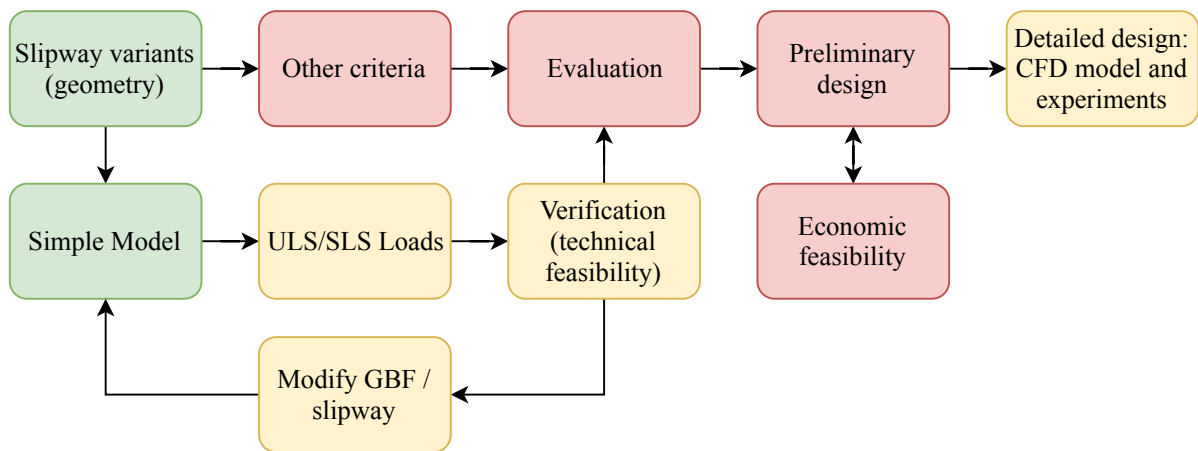 Slipway variants
(geometry)
Other criteria
Evaluation
Preliminary
design
Detailed design:
CFD model and
experiments
Simple Model
ULS/SLS Loads
Verification
(technical
feasibility)
Economic
feasibility
Modify GBF /
slipway